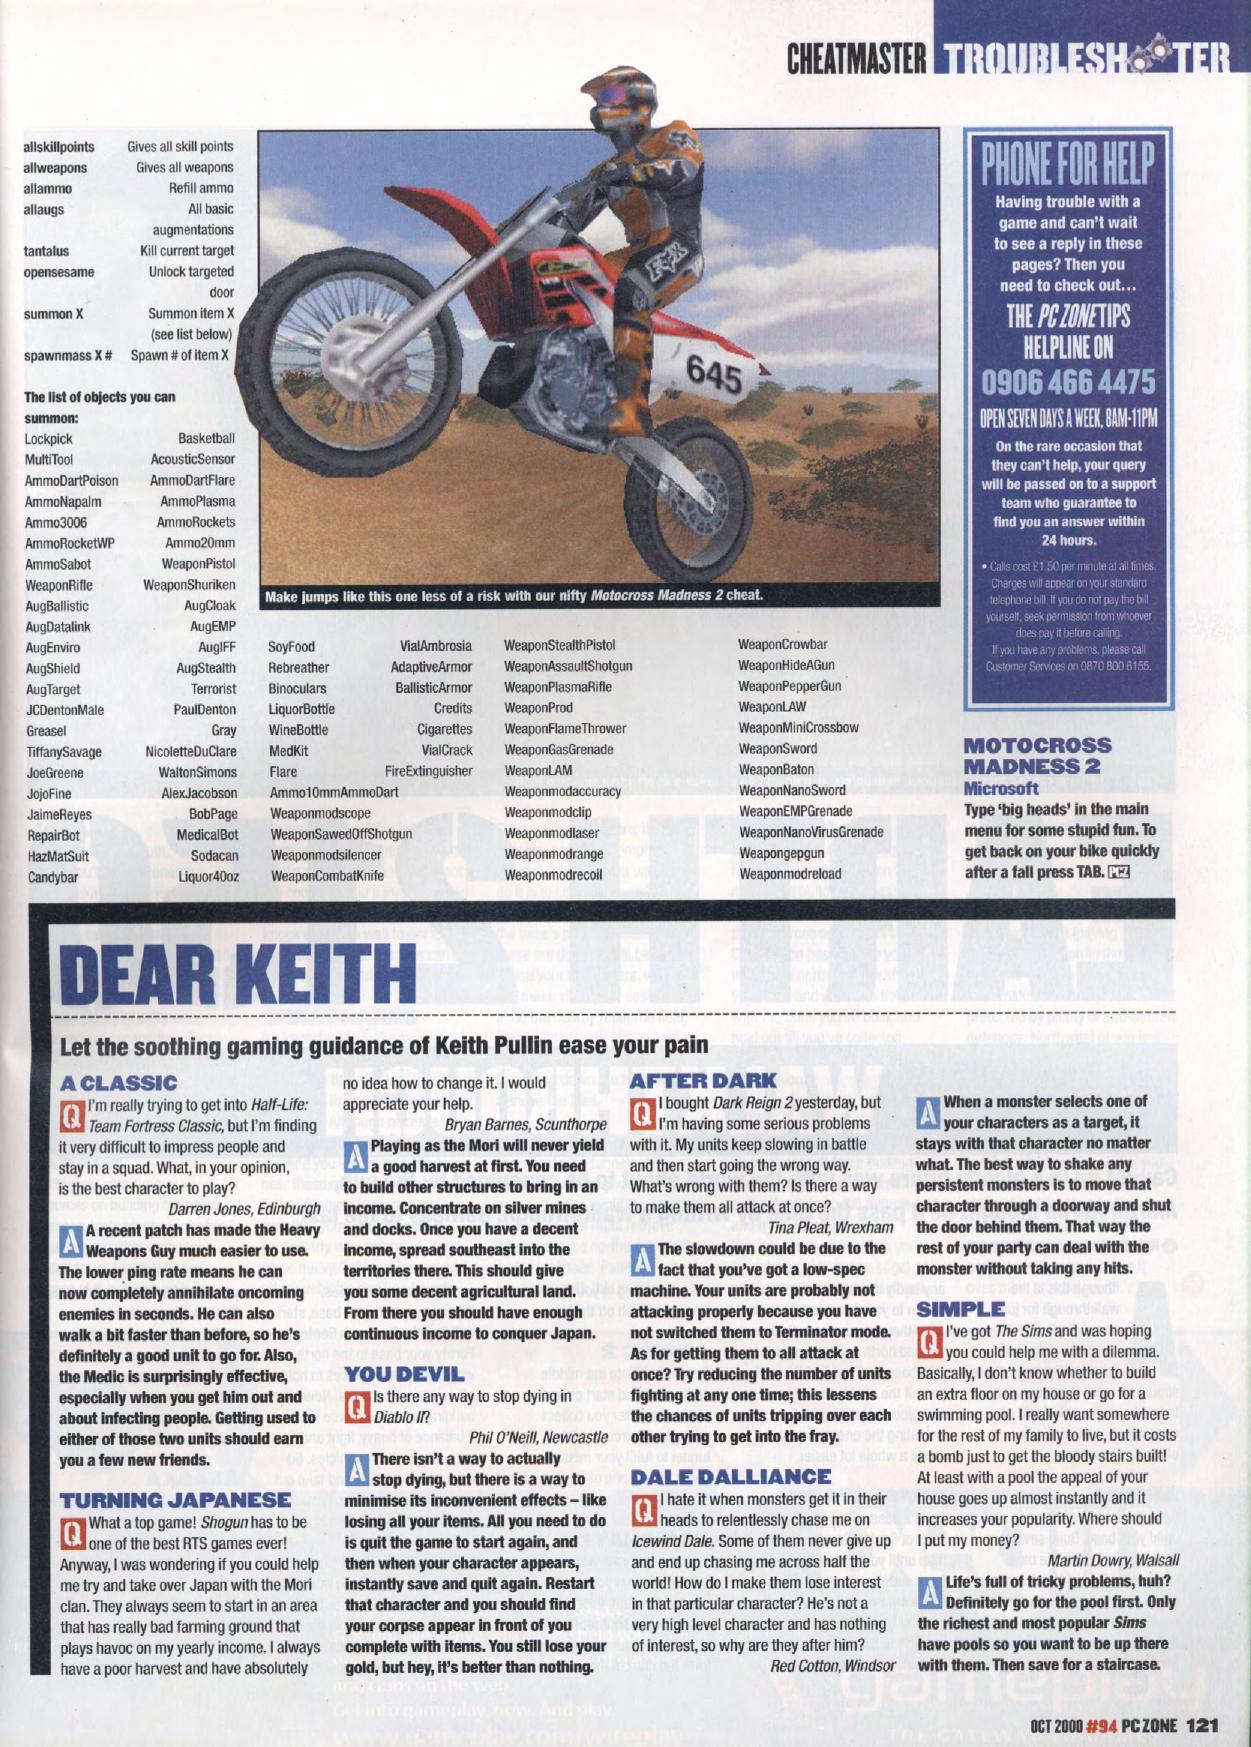 CHEATMASTER TROUBLESHOOTER
allskillpoints Gives all skill points
allweapons Gives all weapons
allammo Refill ammo
allaugs All basic
augmentations
tantalus Kill current target
opensesame Unlock targeted
door
summon X Summon item X
(see list below)
spawnmass X # Spawn # of item X
The list of objects you can
summon:
Lockpick Basketball
MultiTool AcousticSensor
AmmoDartPoison AmmoDartFlare
AmmoNapalm AmmoPlasma
Ammo3006 AmmoRockets
AmmoRocketWP Ammo20mm
AmmoSabot WeaponPistol
WeaponRifle WeaponShuriken
AugBallistic AugCloak
AugDatalink AugEMP
AugEnviro AugIFF
AugShield AugStealth
AugTarget Terrorist
JCDentonMale PaulDenton
Greasel Gray
TiffanySavage NicoletteDuClare
JoeGreene WaltonSimons
JojoFine AlexJacobson
JaimeReyes BobPage
RepairBot MedicalBot
HazMatSuit Sodacan
Candybar Liquor40oz
FOX
645
Make jumps like this one less of a risk with our nifty Motocross Madness 2 cheat.
SoyFood VialAmbrosia
Rebreather AdaptiveArmor
Binoculars BallisticArmor
LiquorBottle Credits
WineBottle Cigarettes
MedKit VialCrack
Flare FireExtinguisher
Ammo10mmAmmoDart
Weaponmodscope
WeaponSawedOffShotgun
Weaponmodsilencer
WeaponCombatKnife
WeaponStealthPistol
WeaponAssaultShotgun
WeaponPlasmaRifle
WeaponProd
WeaponFlameThrower
WeaponGasGrenade
WeaponLAM
Weaponmodaccuracy
Weaponmodclip
Weaponmodlaser
Weaponmodrange
Weaponmodrecoil
WeaponCrowbar
WeaponHideAGun
WeaponPepperGun
WeaponLAW
WeaponMiniCrossbow
WeaponSword
WeaponBaton
WeaponNanoSword
WeaponEMPGrenade
WeaponNanoVirusGrenade
Weapongepgun
Weaponmodreload
PHONE FOR HELP
Having trouble with a
game and can't wait
to see a reply in these
pages? Then you
need to check out...
THE PC ZONE TIPS
HELPLINE ON
0906 466 4475
OPEN SEVEN DAYS A WEEK, 8AM-11PM
On the rare occasion that
they can't help, your query
will be passed on to a support
team who guarantee to
find you an answer within
24 hours.
• Calls cost £1.50 per minute at all times.
Charges will appear on your standard
telephone bill. If you do not pay the bill
yourself, seek permission from whoever
does pay it before calling.
If you have any problems, please call
Customer Services on 0870 800 6155.
MOTOCROSS
MADNESS 2
Microsoft
Type 'big heads' in the main
menu for some stupid fun. To
get back on your bike quickly
after a fall press TAB. PCZ
DEAR KEITH
Let the soothing gaming guidance of Keith Pullin ease your pain
A CLASSIC
Q I'm really trying to get into Half-Life:
Team Fortress Classic, but I'm finding
it very difficult to impress people and
stay in a squad. What, in your opinion,
is the best character to play?
Darren Jones, Edinburgh
A A recent patch has made the Heavy
Weapons Guy much easier to use.
The lower ping rate means he can
now completely annihilate oncoming
enemies in seconds. He can also
walk a bit faster than before, so he's
definitely a good unit to go for. Also,
the Medic is surprisingly effective,
especially when you get him out and
about infecting people. Getting used to
either of those two units should earn
you a few new friends.
TURNING JAPANESE
Q What a top game! Shogun has to be
one of the best RTS games ever!
Anyway, I was wondering if you could help
me try and take over Japan with the Mori
clan. They always seem to start in an area
that has really bad farming ground that
plays havoc on my yearly income. I always
have a poor harvest and have absolutely
no idea how to change it. I would
appreciate your help.
Bryan Barnes, Scunthorpe
A Playing as the Mori will never yield
a good harvest at first. You need
to build other structures to bring in an
income. Concentrate on silver mines
and docks. Once you have a decent
income, spread southeast into the
territories there. This should give
you some decent agricultural land.
From there you should have enough
continuous income to conquer Japan.
YOU DEVIL
Q Is there any way to stop dying in
Diablo II?
Phil O'Neill, Newcastle
A There isn't a way to actually
stop dying, but there is a way to
minimise its inconvenient effects – like
losing all your items. All you need to do
is quit the game to start again, and
then when your character appears,
instantly save and quit again. Restart
that character and you should find
your corpse appear in front of you
complete with items. You still lose your
gold, but hey, it's better than nothing.
AFTER DARK
Q I bought Dark Reign 2 yesterday, but
I'm having some serious problems
with it. My units keep slowing in battle
and then start going the wrong way.
What's wrong with them? Is there a way
to make them all attack at once?
Tina Pleat, Wrexham
A The slowdown could be due to the
fact that you've got a low-spec
machine. Your units are probably not
attacking properly because you have
not switched them to Terminator mode.
As for getting them to all attack at
once? Try reducing the number of units
fighting at any one time; this lessens
the chances of units tripping over each
other trying to get into the fray.
DALE DALLIANCE
Q I hate it when monsters get it in their
heads to relentlessly chase me on
Icewind Dale. Some of them never give up
and end up chasing me across half the
world! How do I make them lose interest
in that particular character? He's not a
very high level character and has nothing
of interest, so why are they after him?
Red Cotton, Windsor
A When a monster selects one of
your characters as a target, it
stays with that character no matter
what. The best way to shake any
persistent monsters is to move that
character through a doorway and shut
the door behind them. That way the
rest of your party can deal with the
monster without taking any hits.
SIMPLE
Q I've got The Sims and was hoping
you could help me with a dilemma.
Basically, I don't know whether to build
an extra floor on my house or go for a
swimming pool. I really want somewhere
for the rest of my family to live, but it costs
a bomb just to get the bloody stairs built!
At least with a pool the appeal of your
house goes up almost instantly and it
increases your popularity. Where should
I put my money?
Martin Dowry, Walsall
A Life's full of tricky problems, huh?
Definitely go for the pool first. Only
the richest and most popular Sims
have pools so you want to be up there
with them. Then save for a staircase.
OCT 2000 #94 PC ZONE 121